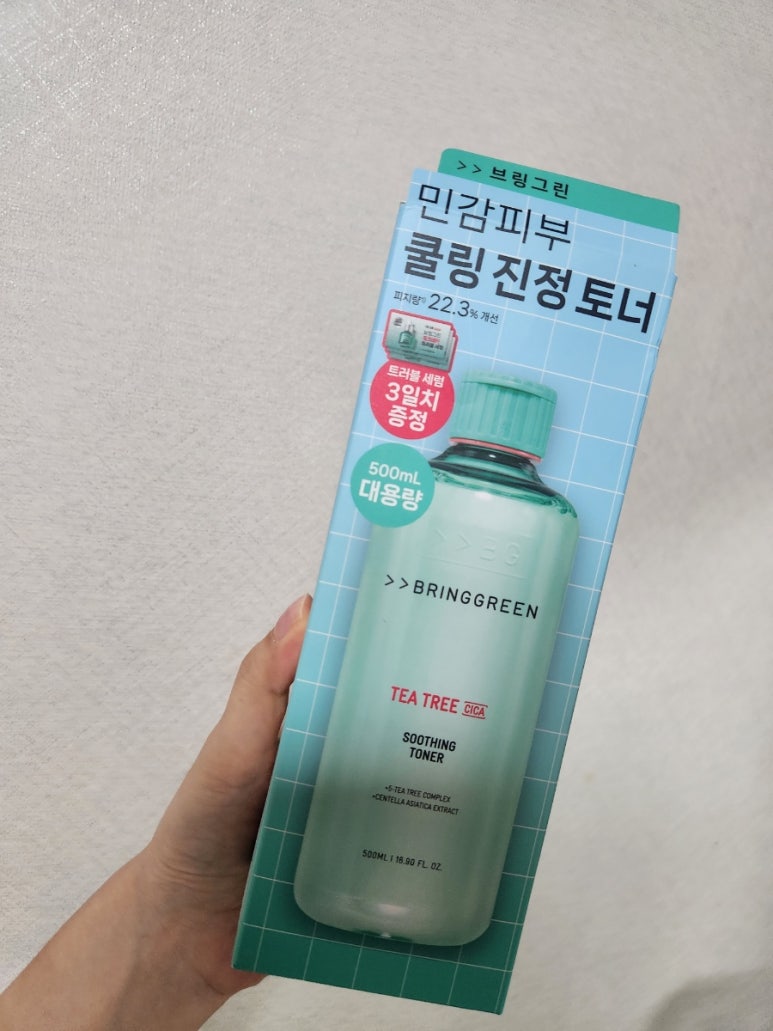 >> 브링그린
민감피부
쿨링 진정 토너
피지량¹⁾ 22.3% 개선
트러블 세럼
3일치
증정
500mL
대용량
>>BG
>>BRINGGREEN
TEA TREE CICA
SOOTHING
TONER
+5-TEA TREE COMPLEX
+CENTELLA ASIATICA EXTRACT
500ML I 16.90 FL. OZ.